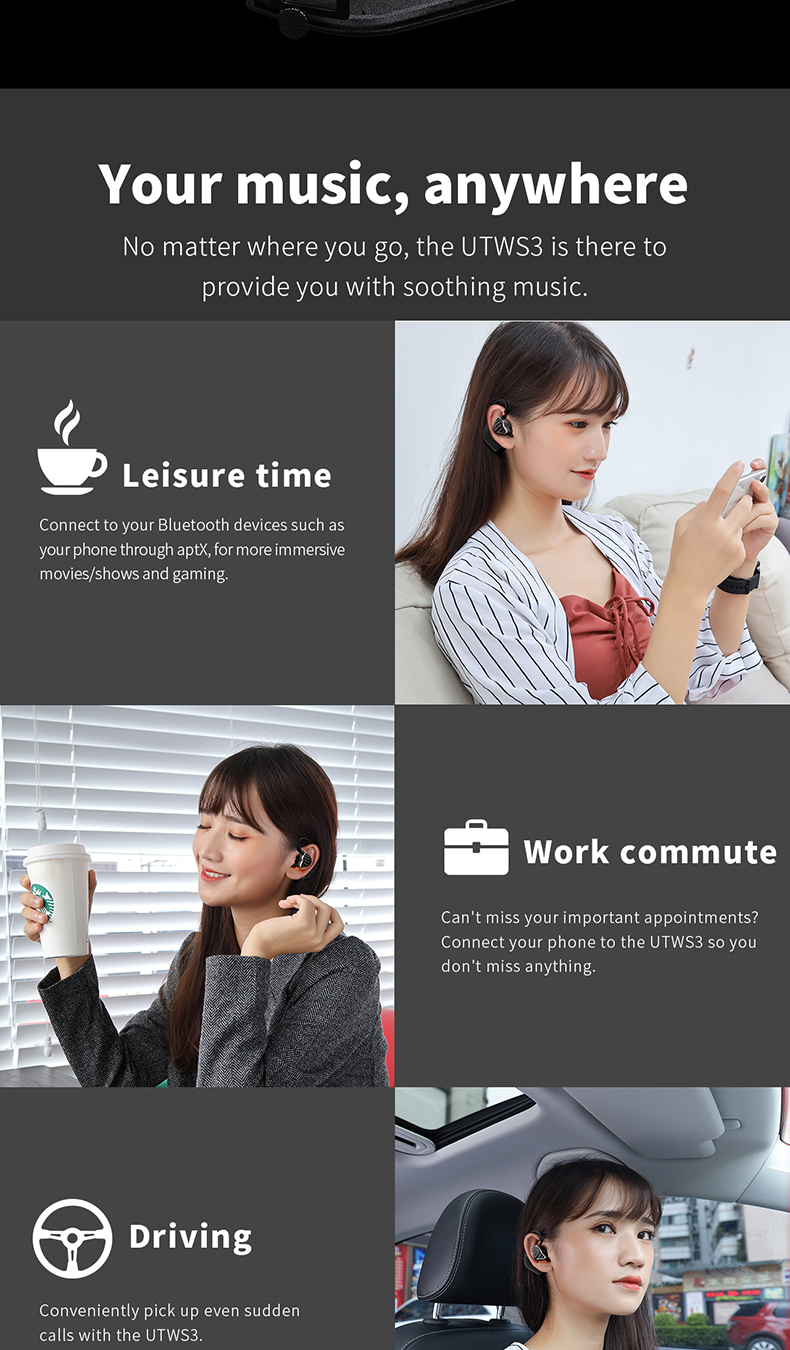 Your music, anywhere
No matter where you go, the UTWS3 is there to
provide you with soothing music.
Leisure time
Connect to your Bluetooth devices such as
your phone through aptX, for more immersive
movies/shows and gaming.
Work commute
Can't miss your important appointments?
Connect your phone to the UTWS3 so you
don't miss anything.
Driving
Conveniently pick up even sudden
calls with the UTWS3.